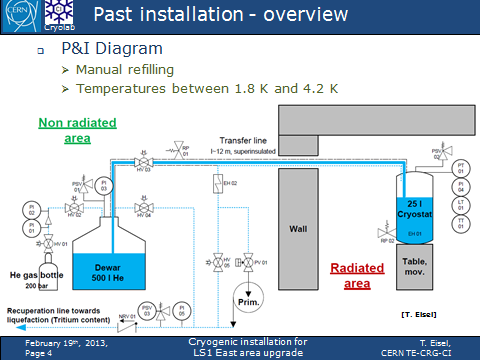 CERN
Cryolab
Past installation - overview
P&I Diagram
Manual refilling
Temperatures between 1.8 K and 4.2 K
Non radiated
area
Transfer line
l~12 m, superinsulated
RP
01
PSV
02
PSV
01
PI
03
HV 03
EH 02
PT
01
PI
04
LT
01
TT
01
PI
02
PI
01
HV 02
HV 04
HV 01
25 l
Cryostat
EH 01
RP 02
Wall
He gas bottle
200 bar
Dewar
500 l He
HV
05
PV 01
Prim.
Radiated
area
Table,
mov.
Recuperation line towards
liquefaction (Tritium content)
NRV 01
PSV
03
PI
05
[T. Eisel]
February 19th, 2013,
Page 4
Cryogenic installation for
LS1 East area upgrade
T. Eisel,
CERN TE-CRG-CI